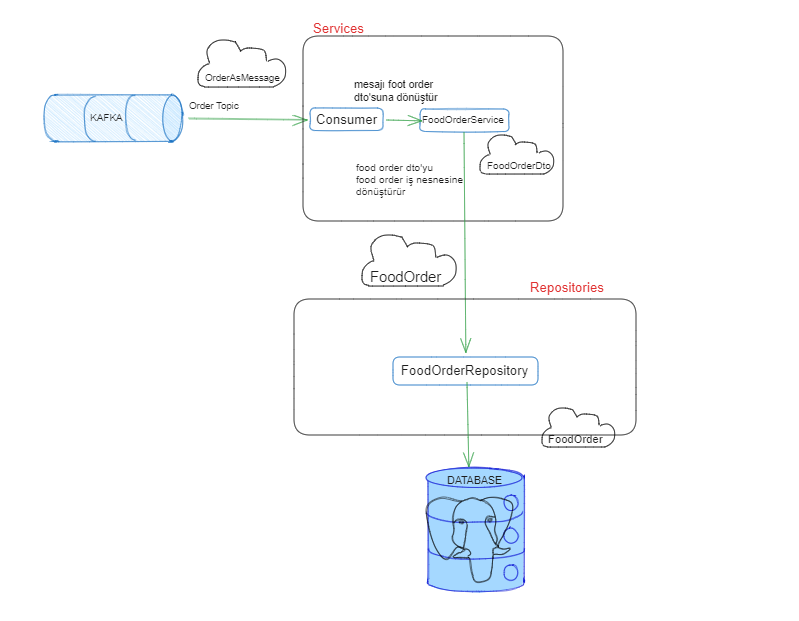 Services
OrderAsMessage
mesajı foot order
dto'suna dönüştür
Order Topic
KAFKA
Consumer
FoodOrderService
FoodOrderDto
food order dto'yu
food order iş nesnesine
dönüştürür
FoodOrder
Repositories
FoodOrderRepository
FoodOrder
DATABASE